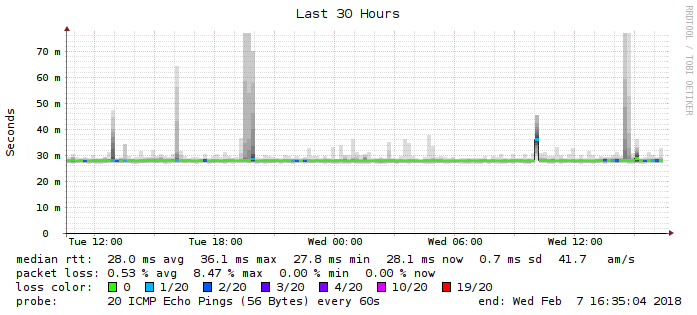 Last 30 Hours
RRDTOOL / TOBI OETIKER
Seconds
70 m
60 m
50 m
40 m
30 m
20 m
10 m
0
Tue 12:00 Tue 18:00 Wed 00:00 Wed 06:00 Wed 12:00
median rtt: 28.0 ms avg 36.1 ms max 27.8 ms min 28.1 ms now 0.7 ms sd 41.7 am/s
packet loss: 0.53 % avg 8.47 % max 0.00 % min 0.00 % now
loss color: 0 1/20 2/20 3/20 4/20 10/20 19/20
probe: 20 ICMP Echo Pings (56 Bytes) every 60s end: Wed Feb 7 16:35:04 2018